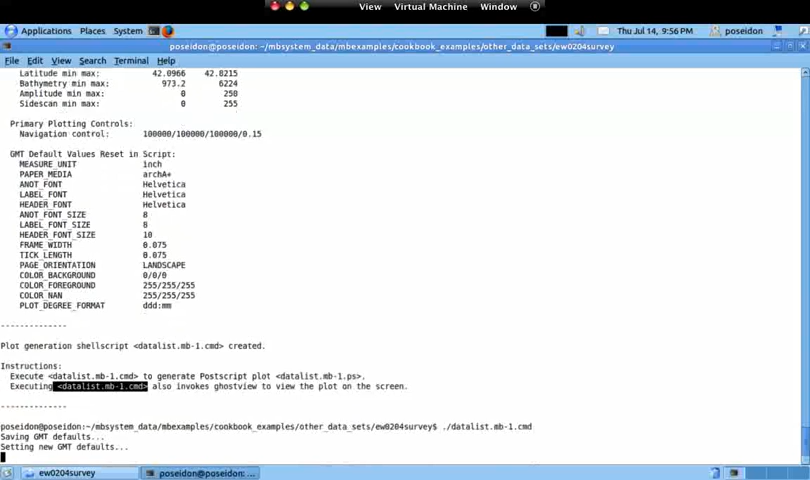 View Virtual Machine Window
Applications Places System Thu Jul 14, 9:56 PM poseidon
poseidon@poseidon: ~/mbsystem_data/mbexamples/cookbook_examples/other_data_sets/ew0204survey
File Edit View Search Terminal Help
Latitude min max: 42.0966 42.8215
Bathymetry min max: 973.2 6224
Amplitude min max: 0 250
Sidescan min max: 0 255
Primary Plotting Controls:
Navigation control: 100000/100000/100000/0.15
GMT Default Values Reset in Script:
MEASURE_UNIT inch
PAPER_MEDIA archA+
ANOT_FONT Helvetica
LABEL_FONT Helvetica
HEADER_FONT Helvetica
ANOT_FONT_SIZE 8
LABEL_FONT_SIZE 8
HEADER_FONT_SIZE 10
FRAME_WIDTH 0.075
TICK_LENGTH 0.075
PAGE_ORIENTATION LANDSCAPE
COLOR_BACKGROUND 0/0/0
COLOR_FOREGROUND 255/255/255
COLOR_NAN 255/255/255
PLOT_DEGREE_FORMAT ddd:mm
--------------
Plot generation shellscript <datalist.mb-1.cmd> created.
Instructions:
Execute <datalist.mb-1.cmd> to generate Postscript plot <datalist.mb-1.ps>.
Executing <datalist.mb-1.cmd> also invokes ghostview to view the plot on the screen.
--------------
poseidon@poseidon:~/mbsystem_data/mbexamples/cookbook_examples/other_data_sets/ew0204survey$ ./datalist.mb-1.cmd
Saving GMT defaults...
Setting new GMT defaults...
ew0204survey poseidon@poseidon: ...